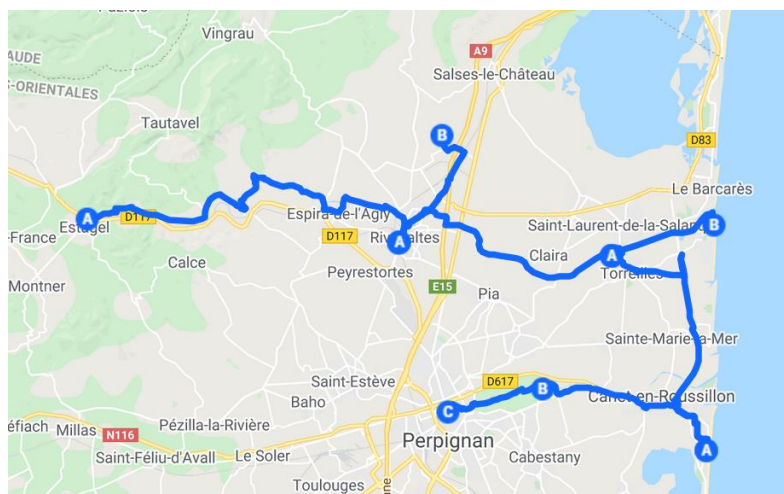 Vingrau
A9
Salses-le-Château
AUDE
S-ORIENTALES
Tautavel
B
D83
Le Barcarès
A
D117
Estagel
Espira-de-l'Agly
Saint-Laurent-de-la-Salanq
B
-France
D117
Rivesaltes
A
Calce
Peyrestortes
Claira
A
Torreilles
Montner
E15
Pia
Sainte-Marie-la-Mer
Saint-Estève
D617
B
Canet-en-Roussillon
Baho
C
éfiach
Millas
Pézilla-la-Rivière
N116
Perpignan
A
Saint-Féliu-d'Avall
Le Soler
Cabestany
Toulouges